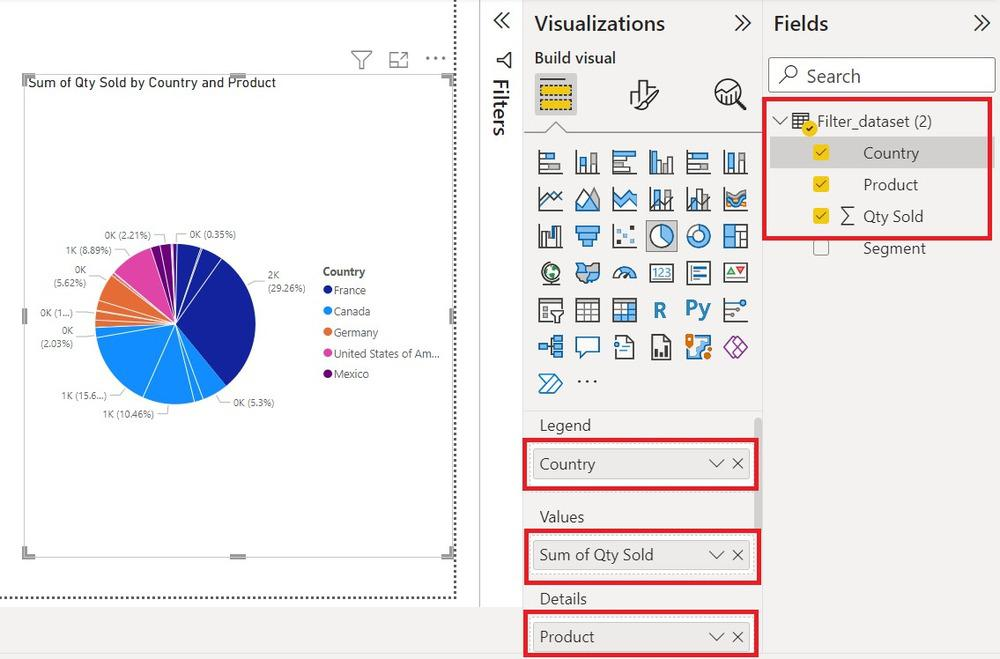 Sum of Qty Sold by Country and Product
0K (2.21%)
0K (0.35%)
1K (8.89%)
0K
(5.62%)
2K
(29.26%)
0K (1...)
0K
(2.03%)
1K (15.6...)
1K (10.46%)
0K (5.3%)
Country
France
Canada
Germany
United States of Am...
Mexico
Filters
Visualizations
Build visual
123
R
Py
...
Legend
Country
Values
Sum of Qty Sold
Details
Product
Fields
Search
Filter_dataset (2)
Country
Product
∑ Qty Sold
Segment